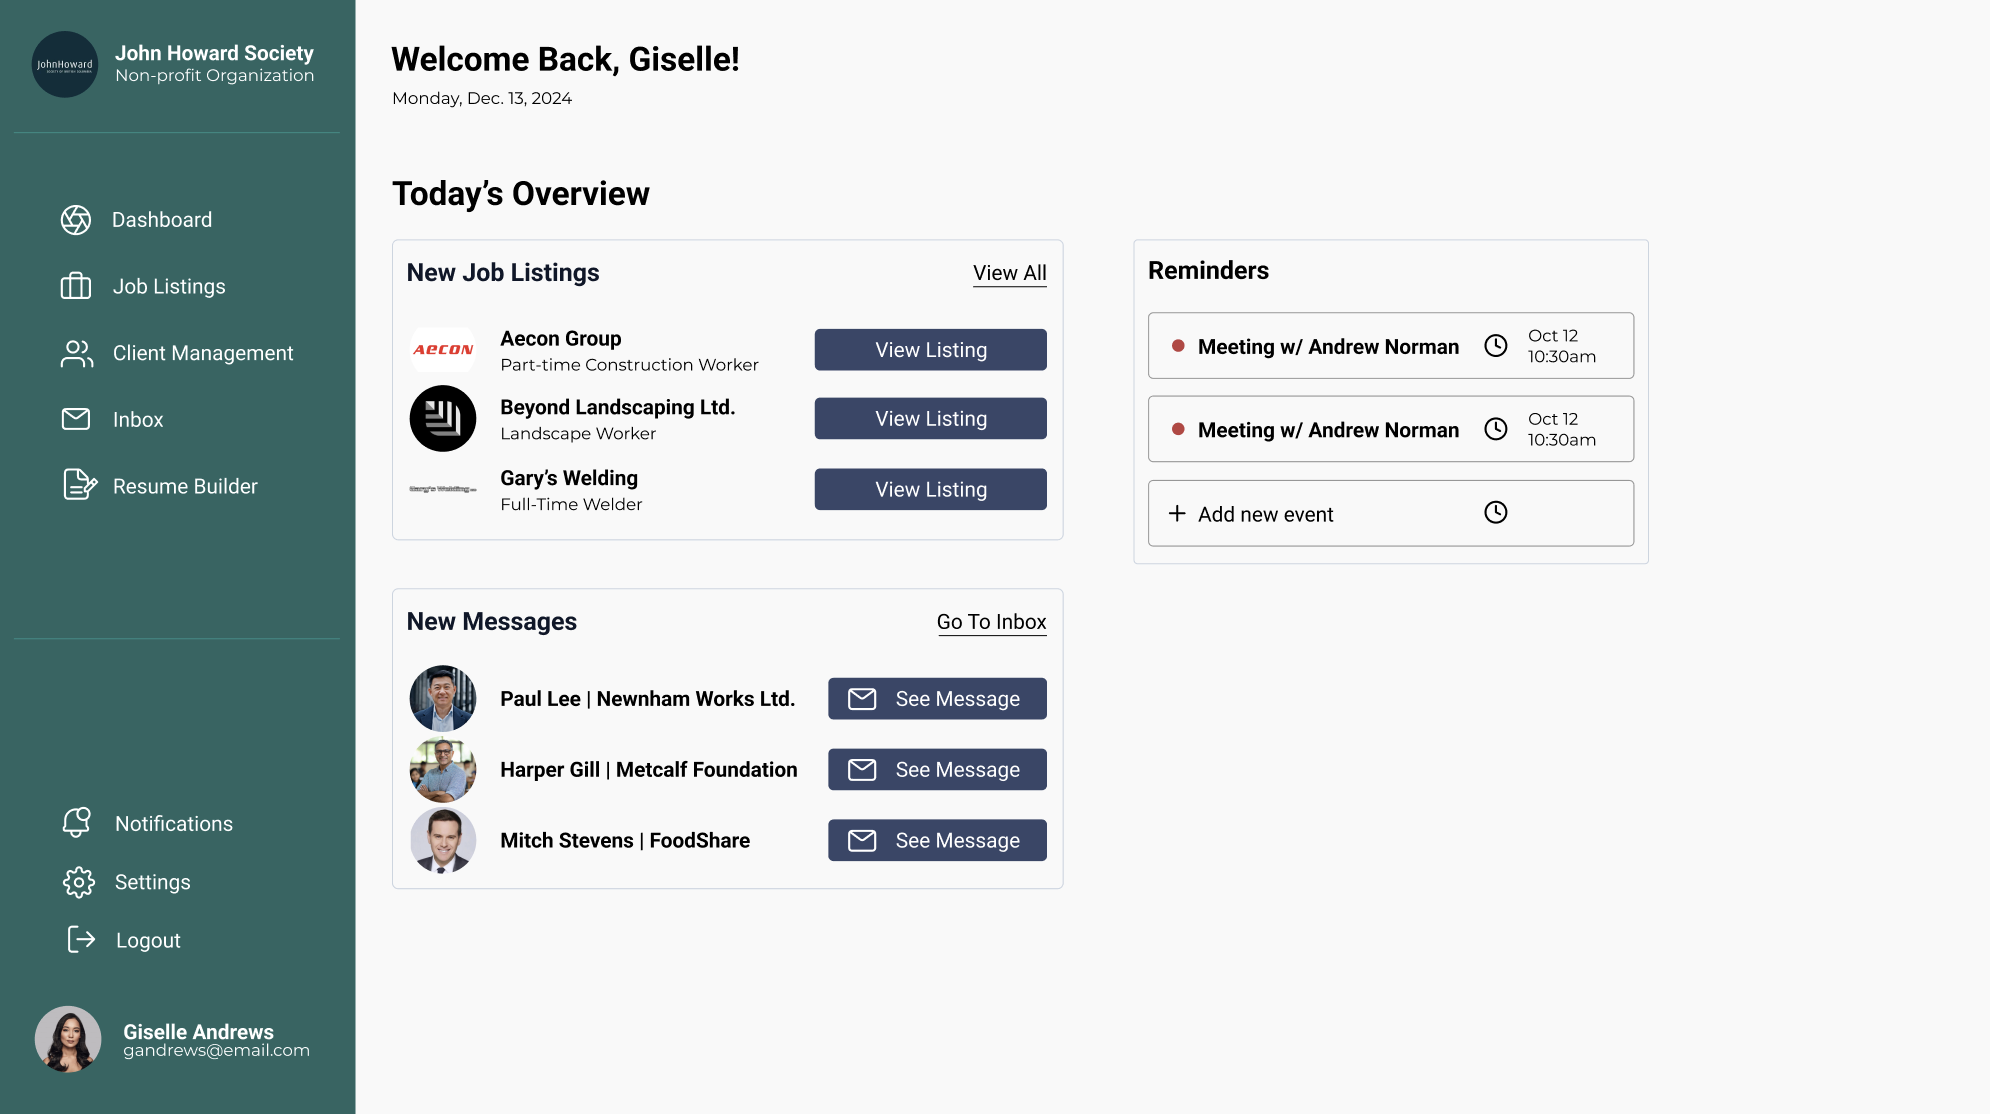 JohnHoward
John Howard Society
Non-profit Organization
Dashboard
Job Listings
Client Management
Inbox
Resume Builder
Notifications
Settings
Logout
Giselle Andrews
gandrews@email.com
Welcome Back, Giselle!
Monday, Dec. 13, 2024
Today’s Overview
New Job Listings
View All
AECON
Aecon Group
Part-time Construction Worker
View Listing
Beyond Landscaping Ltd.
Landscape Worker
View Listing
Gary's Welding
Gary’s Welding
Full-Time Welder
View Listing
New Messages
Go To Inbox
Paul Lee | Newnham Works Ltd.
See Message
Harper Gill | Metcalf Foundation
See Message
Mitch Stevens | FoodShare
See Message
Reminders
Meeting w/ Andrew Norman
Oct 12
10:30am
Meeting w/ Andrew Norman
Oct 12
10:30am
Add new event